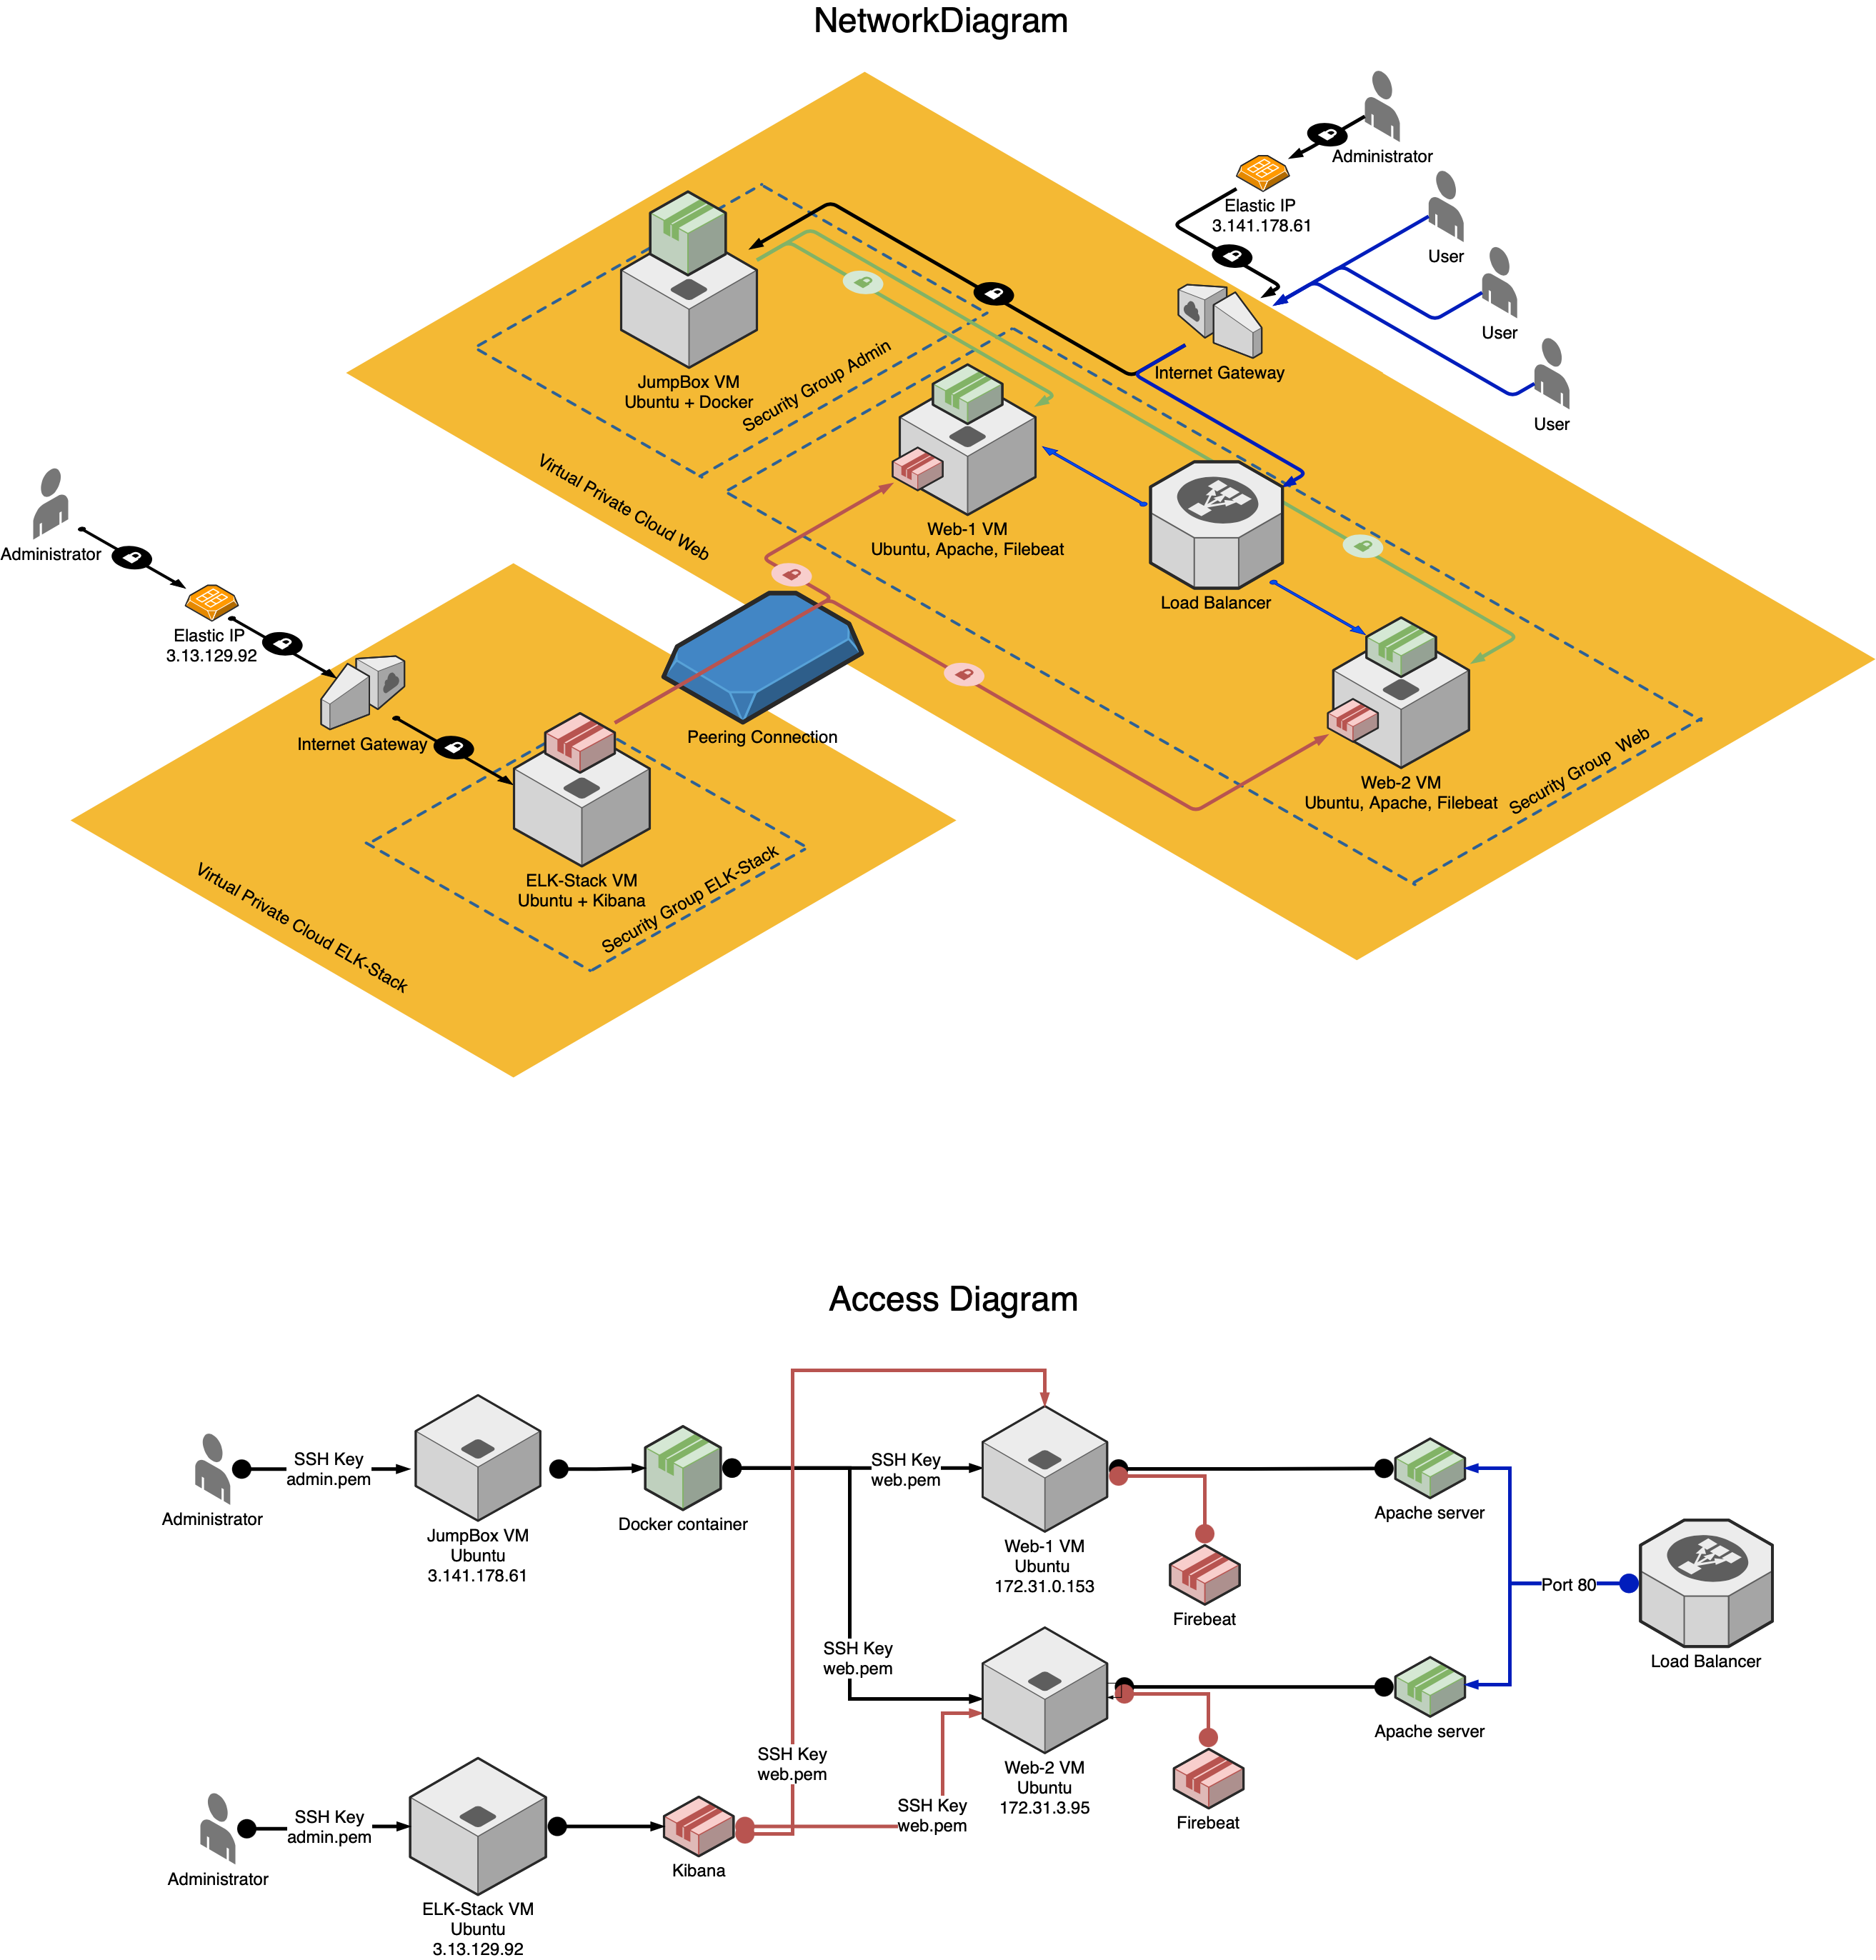 NetworkDiagram
Administrator
Elastic IP
3.141.178.61
User
User
User
Internet Gateway
JumpBox VM
Ubuntu + Docker
Security Group Admin
Virtual Private Cloud Web
Web-1 VM
Ubuntu, Apache, Filebeat
Load Balancer
Administrator
Elastic IP
3.13.129.92
Internet Gateway
Peering Connection
Web-2 VM
Ubuntu, Apache, Filebeat
Security Group Web
ELK-Stack VM
Ubuntu + Kibana
Security Group ELK-Stack
Virtual Private Cloud ELK-Stack
Access Diagram
Administrator
SSH Key
admin.pem
JumpBox VM
Ubuntu
3.141.178.61
Docker container
SSH Key
web.pem
Web-1 VM
Ubuntu
172.31.0.153
Firebeat
Apache server
Port 80
Load Balancer
SSH Key
web.pem
Web-2 VM
Ubuntu
172.31.3.95
Firebeat
Apache server
SSH Key
web.pem
SSH Key
web.pem
Administrator
SSH Key
admin.pem
ELK-Stack VM
Ubuntu
3.13.129.92
Kibana